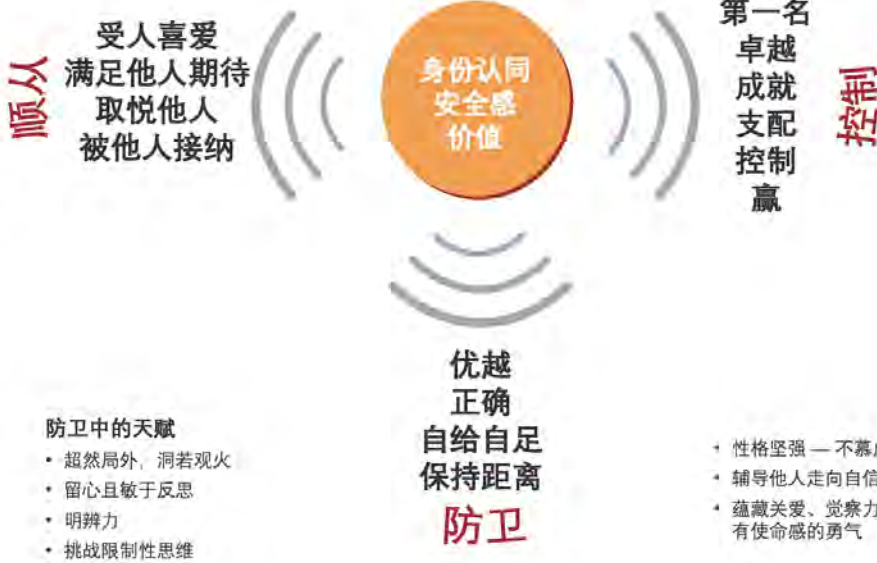 顺从
受人喜爱
满足他人期待
取悦他人
被他人接纳
身份认同
安全感
价值
第一名
卓越
成就
支配
控制
赢
控制
优越
正确
自给自足
保持距离
防卫
防卫中的天赋
• 超然局外，洞若观火
• 留心且敏于反思
• 明辨力
• 挑战限制性思维
• 性格坚强 — 不慕
• 辅导他人走向自信
• 蕴藏关爱、觉察力
有使命感的勇气